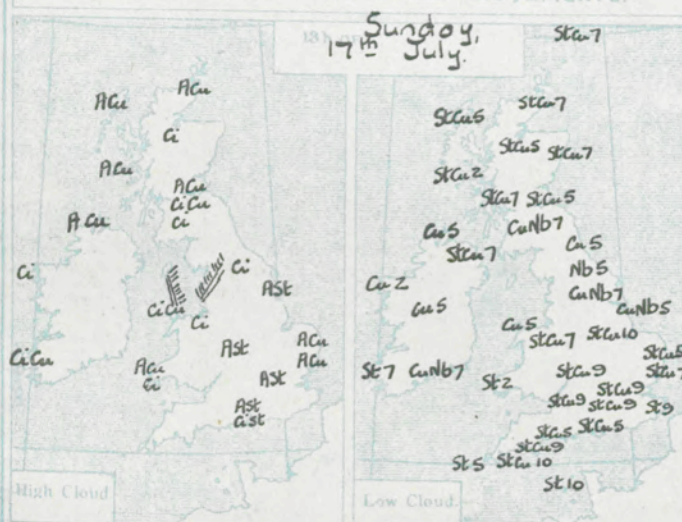 Sunday,
17th July.
ACu
ACu
Ci
ACu
ACu
CiCu
Ci
ACu
Ci
Ci
ASt
CiCu
Ci
ASt
ACu
ACu
CiCu
ACu
Ci
ASt
ASt
CiSt
High Cloud
StCu7
StCu7
StCu5
StCu5
StCu7
StCu2
StCu7 StCu5
Cu5
CuNb7
StCu7
Cu5
Nb5
Cu2
CuNb7
Cu5
CuNb5
Cu5
StCu10
StCu7
StCu5
St7
CuNb7
StCu9
StCu7
St2
StCu9
StCu9
StCu9
St9
StCu5
StCu5
StCu9
St5
StCu10
St10
Low Cloud